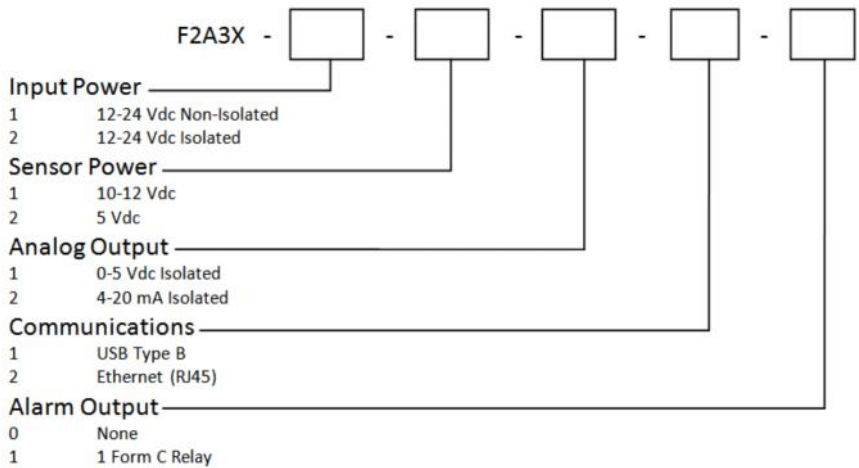 F2A3X - - - - -
Input Power
1 12-24 Vdc Non-Isolated
2 12-24 Vdc Isolated
Sensor Power
1 10-12 Vdc
2 5 Vdc
Analog Output
1 0-5 Vdc Isolated
2 4-20 mA Isolated
Communications
1 USB Type B
2 Ethernet (RJ45)
Alarm Output
0 None
1 1 Form C Relay